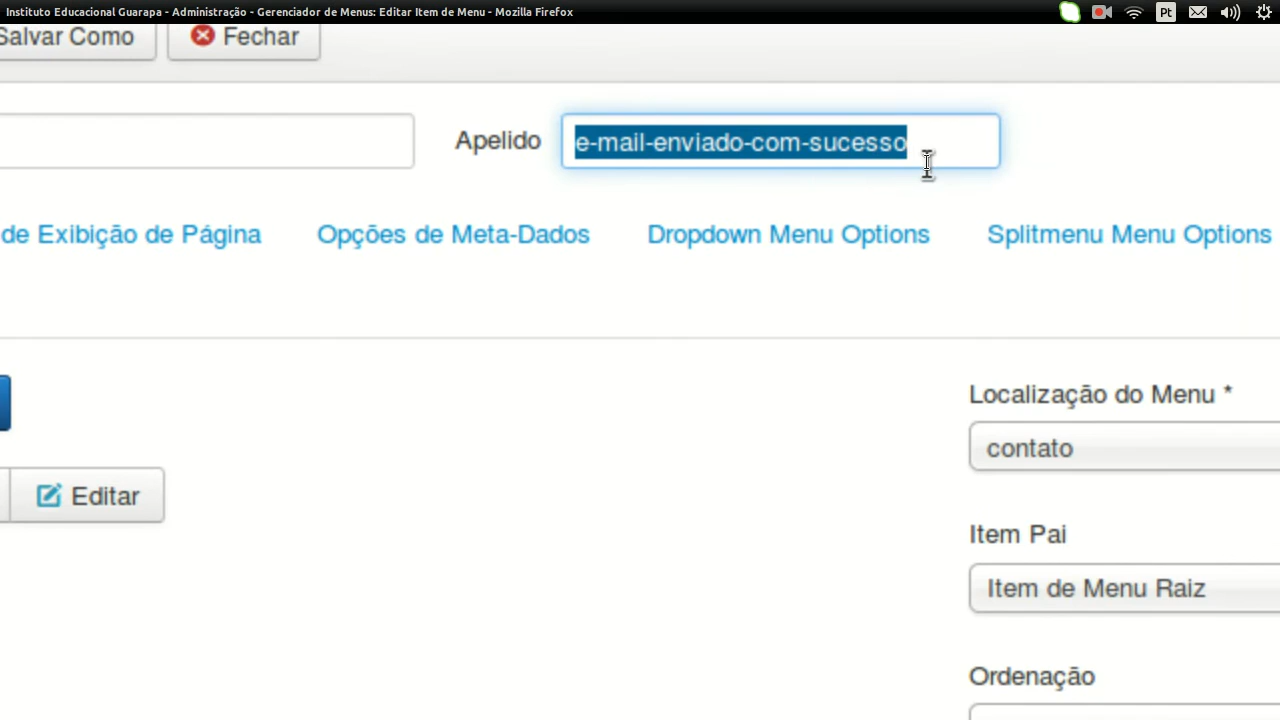 Instituto Educacional Guarapa - Administração - Gerenciador de Menus: Editar Item de Menu - Mozilla Firefox
Pt
Salvar Como
Fechar
Apelido
e-mail-enviado-com-sucesso
de Exibição de Página
Opções de Meta-Dados
Dropdown Menu Options
Splitmenu Menu Options
Localização do Menu *
contato
Editar
Item Pai
Item de Menu Raiz
Ordenação